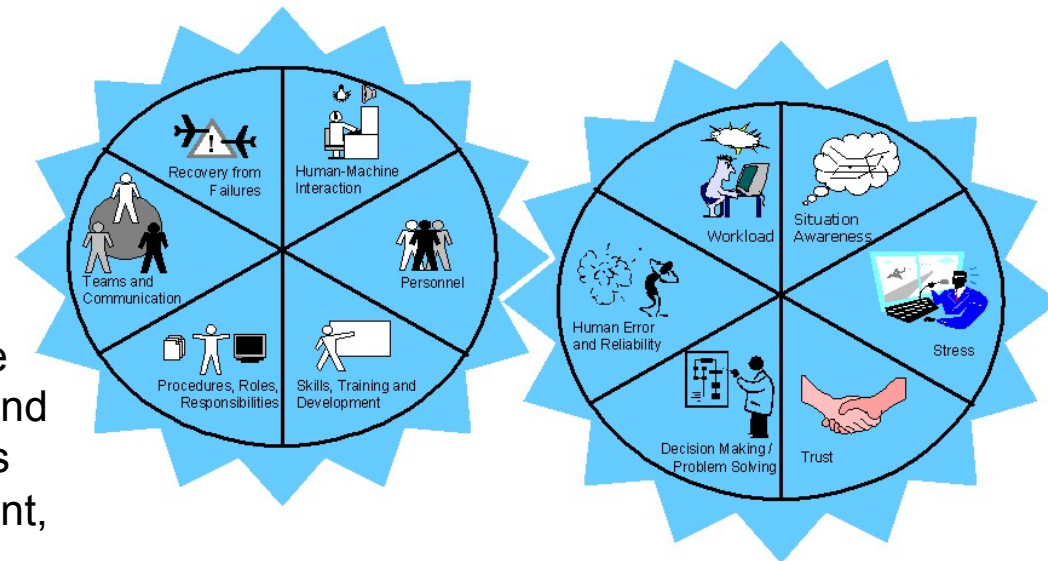 Recovery from
Failures
Human-Machine
Interaction
Teams and
Communication
Personnel
Procedures, Roles,
Responsibilities
Skills, Training and
Development
Workload
Situation
Awareness
Human Error
and Reliability
Stress
Decision Making /
Problem Solving
Trust
e
nd
s
nt,